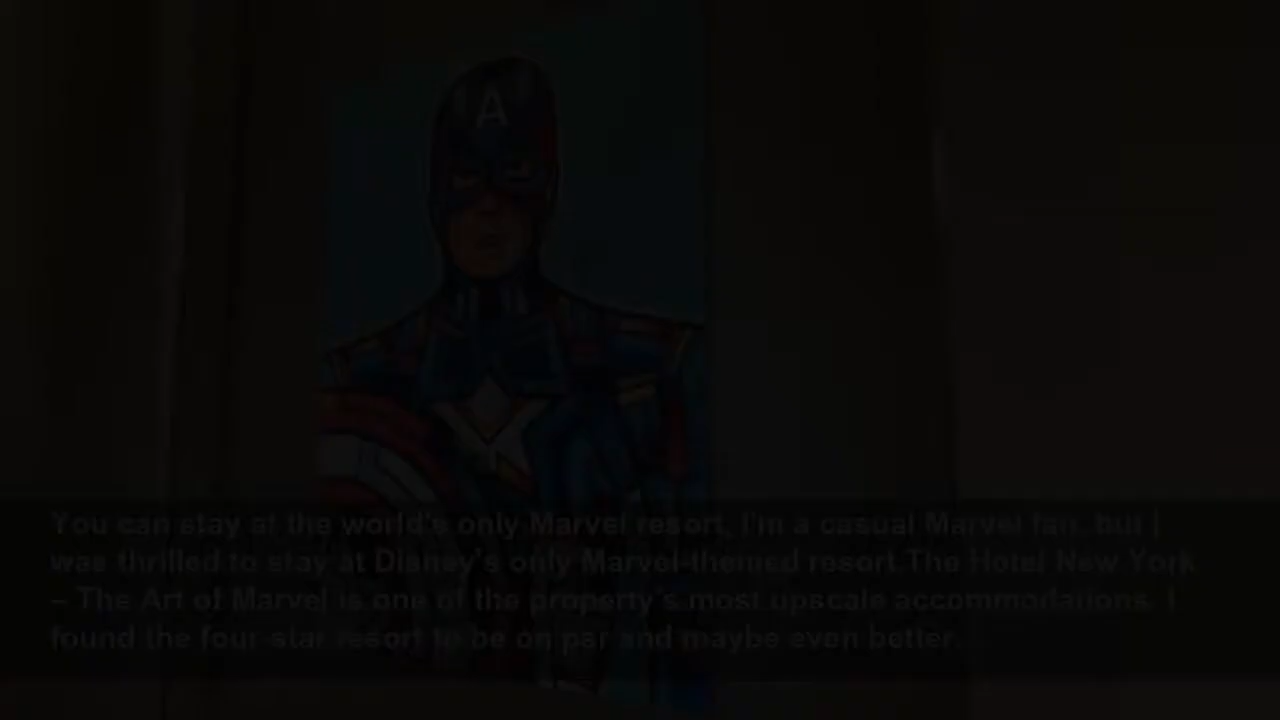 A
You can stay at the world's only Marvel resort, I'm a casual Marvel fan, but I
was thrilled to stay at Disney's only Marvel-themed resort.The Hotel New York
– The Art of Marvel is one of the property's most upscale accommodations. I
found the four-star resort to be on par and maybe even better.